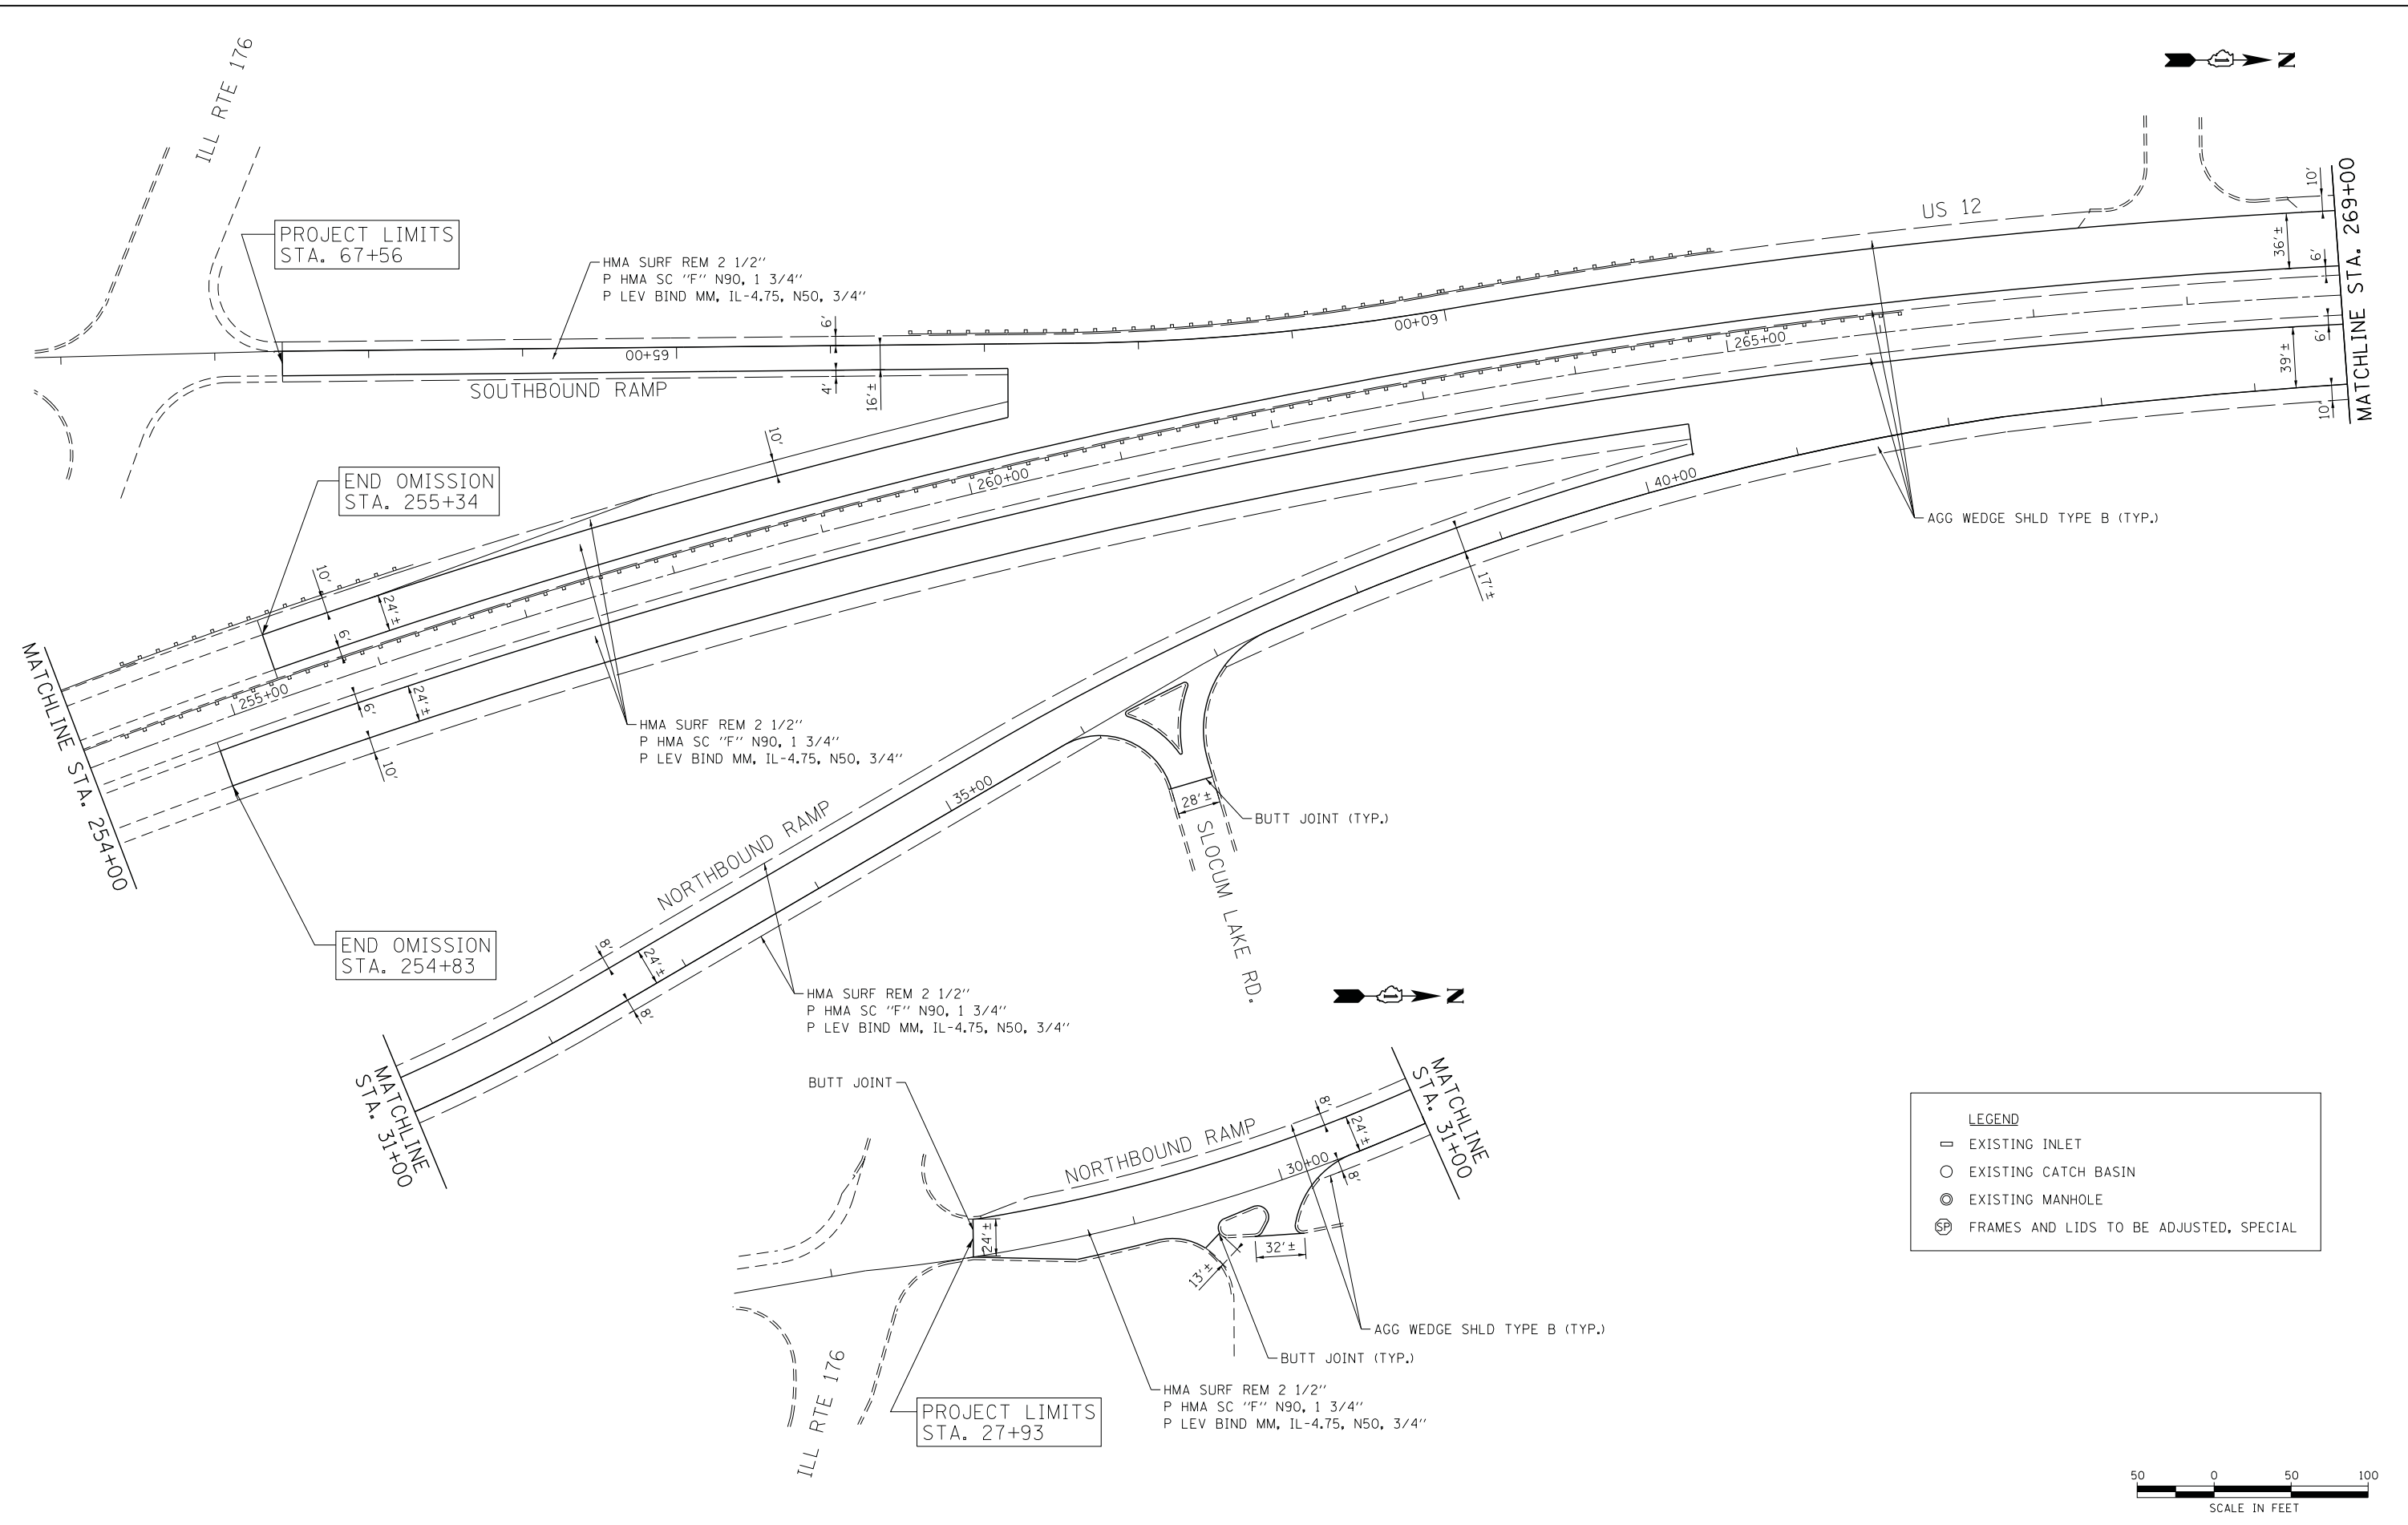 ILL RTE 176
N
PROJECT LIMITS
STA. 67+56
HMA SURF REM 2 1/2"
P HMA SC "F" N90, 1 3/4"
P LEV BIND MM, IL-4.75, N50, 3/4"
US 12
10'
36'±
6'
MATCHLINE STA. 269+00
6'
39'±
10'
6'
65+00
60+00
SOUTHBOUND RAMP
4'
16'±
265+00
10'
END OMISSION
STA. 255+34
260+00
40+00
AGG WEDGE SHLD TYPE B (TYP.)
10'
24'±
6'
17'±
MATCHLINE STA. 254+00
255+00
6'
24'±
10'
HMA SURF REM 2 1/2"
P HMA SC "F" N90, 1 3/4"
P LEV BIND MM, IL-4.75, N50, 3/4"
35+00
28'±
BUTT JOINT (TYP.)
SLOCUM LAKE RD.
NORTHBOUND RAMP
END OMISSION
STA. 254+83
8'
24'±
8'
HMA SURF REM 2 1/2"
P HMA SC "F" N90, 1 3/4"
P LEV BIND MM, IL-4.75, N50, 3/4"
N
MATCHLINE
STA. 31+00
BUTT JOINT
NORTHBOUND RAMP
8'
24'±
MATCHLINE
STA. 31+00
30+00
8'
24'±
32'±
13'±
AGG WEDGE SHLD TYPE B (TYP.)
BUTT JOINT (TYP.)
HMA SURF REM 2 1/2"
P HMA SC "F" N90, 1 3/4"
P LEV BIND MM, IL-4.75, N50, 3/4"
PROJECT LIMITS
STA. 27+93
ILL RTE 176
LEGEND
EXISTING INLET
EXISTING CATCH BASIN
EXISTING MANHOLE
SP FRAMES AND LIDS TO BE ADJUSTED, SPECIAL
50 0 50 100
SCALE IN FEET